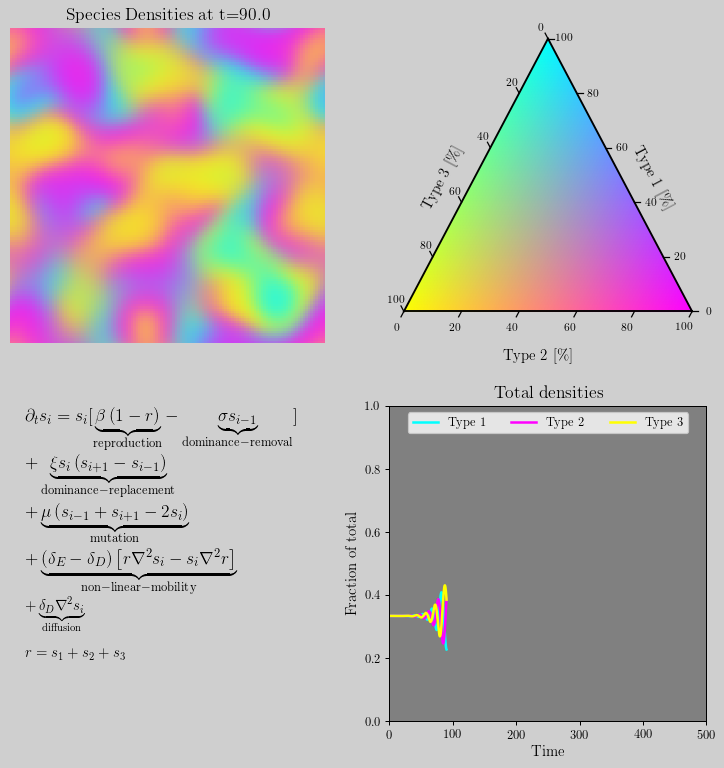 Species Densities at t=90.0
0
100
20
80
40
60
Type 3 [%]
Type 1 [%]
60
40
80
20
100
0
0
20
40
60
80
100
Type 2 [%]
∂ₜsᵢ = sᵢ[β(1 − r) − σsᵢ₋₁]
reproduction dominance−removal
+ ξsᵢ(sᵢ₊₁ − sᵢ₋₁)
dominance−replacement
+ μ(sᵢ₋₁ + sᵢ₊₁ − 2sᵢ)
mutation
+ (δ_E − δ_D)[r∇²sᵢ − sᵢ∇²r]
non−linear−mobility
+ δ_D∇²sᵢ
diffusion
r = s₁ + s₂ + s₃
Total densities
Type 1 Type 2 Type 3
Fraction of total
1.0
0.8
0.6
0.4
0.2
0.0
0 100 200 300 400 500
Time